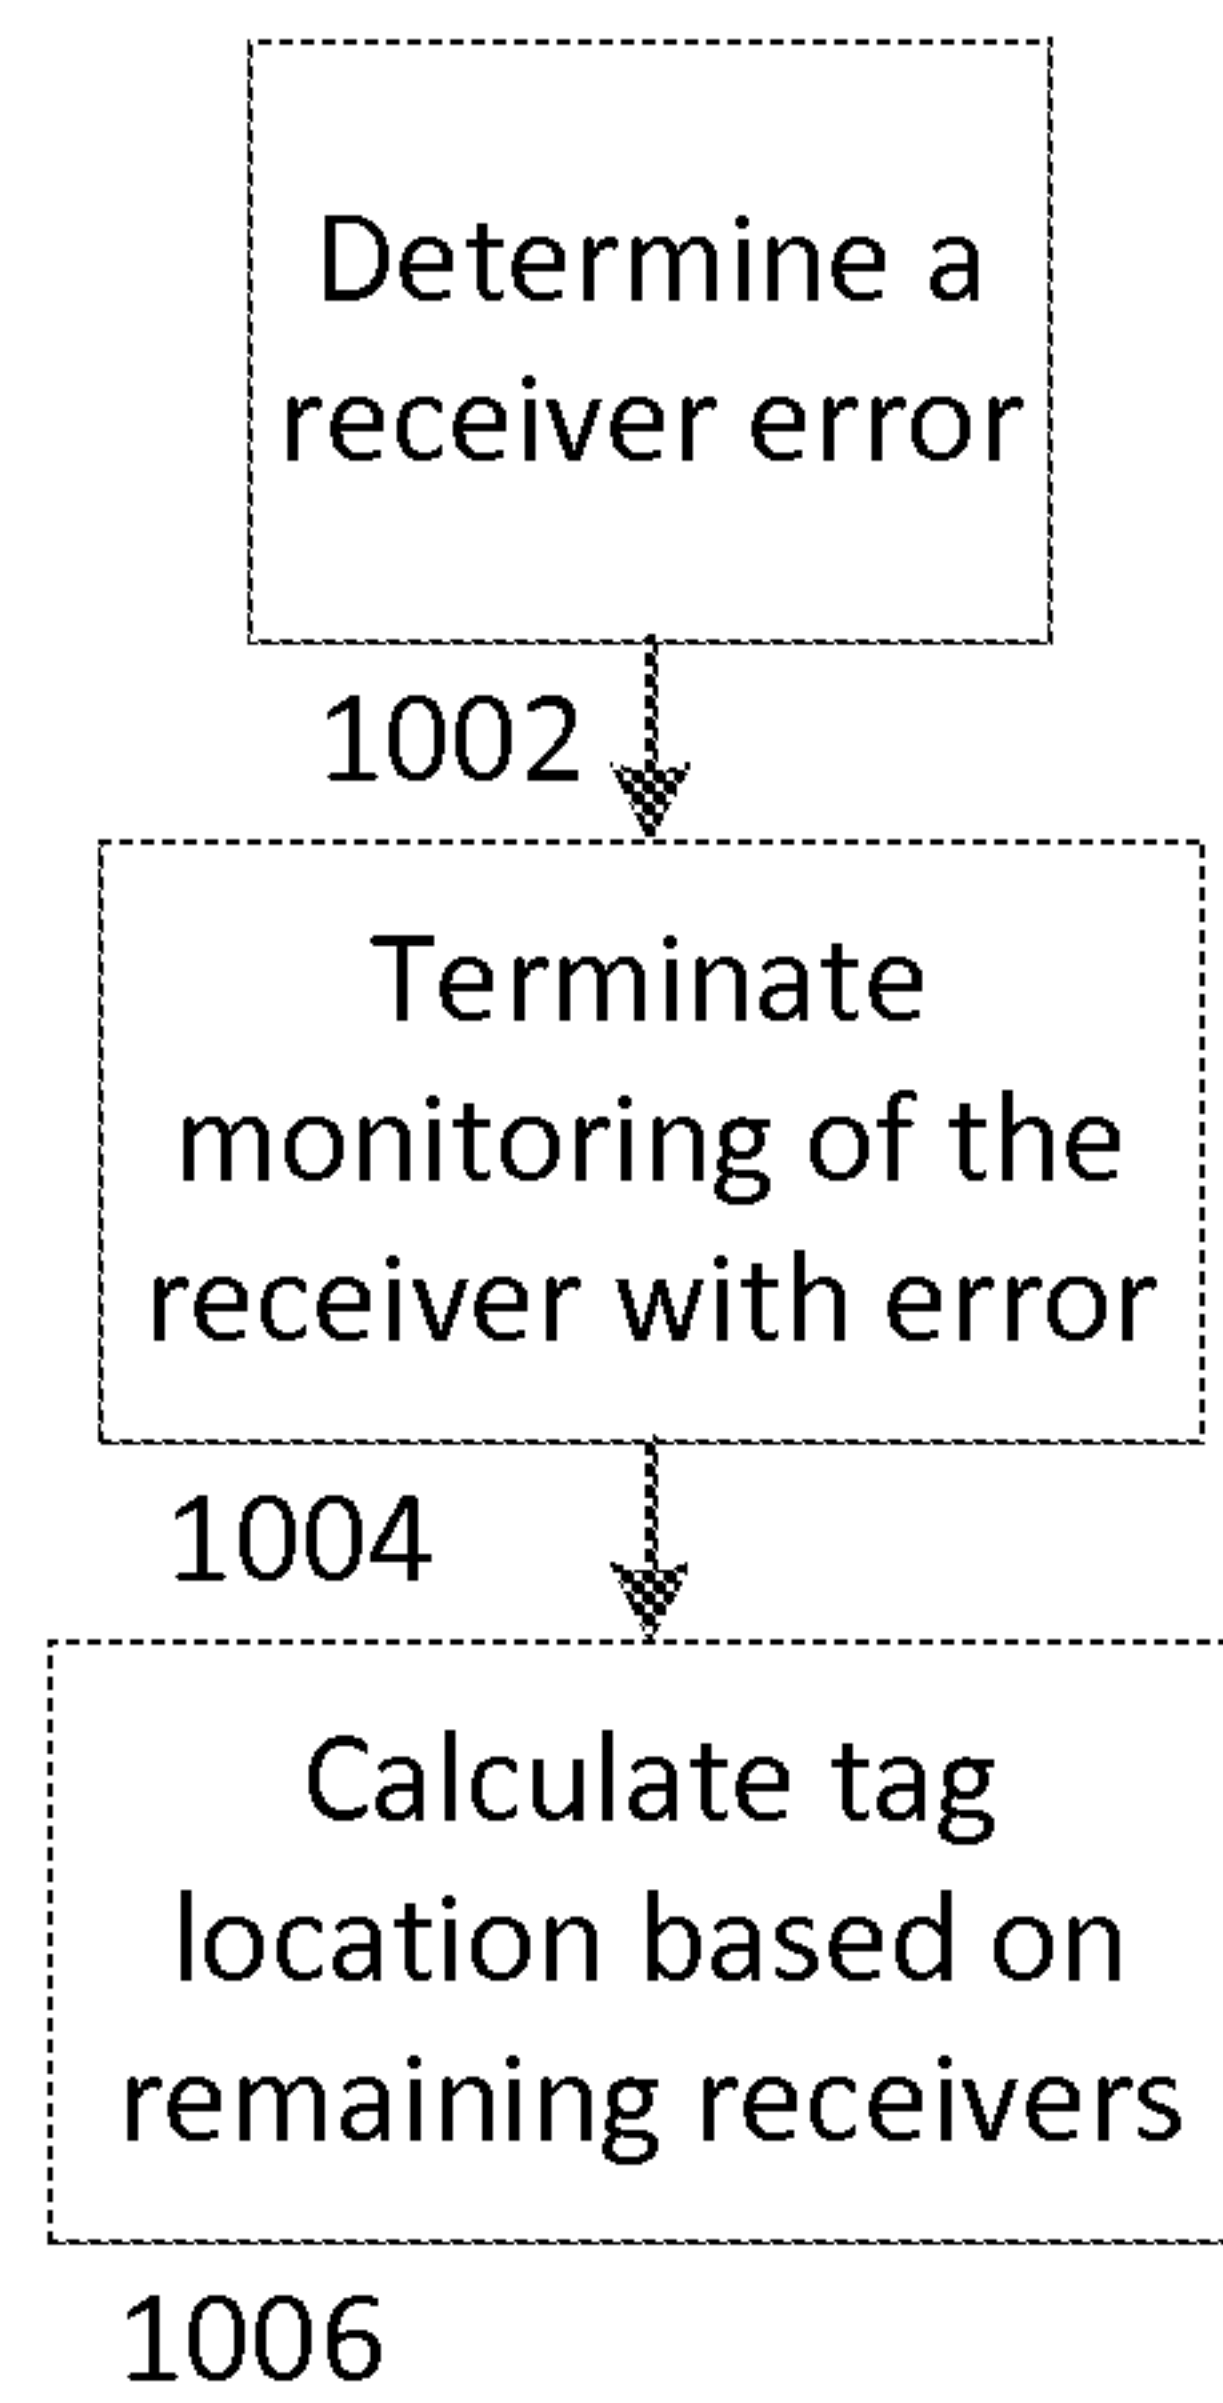 Determine a
receiver error
1002
Terminate
monitoring of the
receiver with error
1004
Calculate tag
location based on
remaining receivers
1006